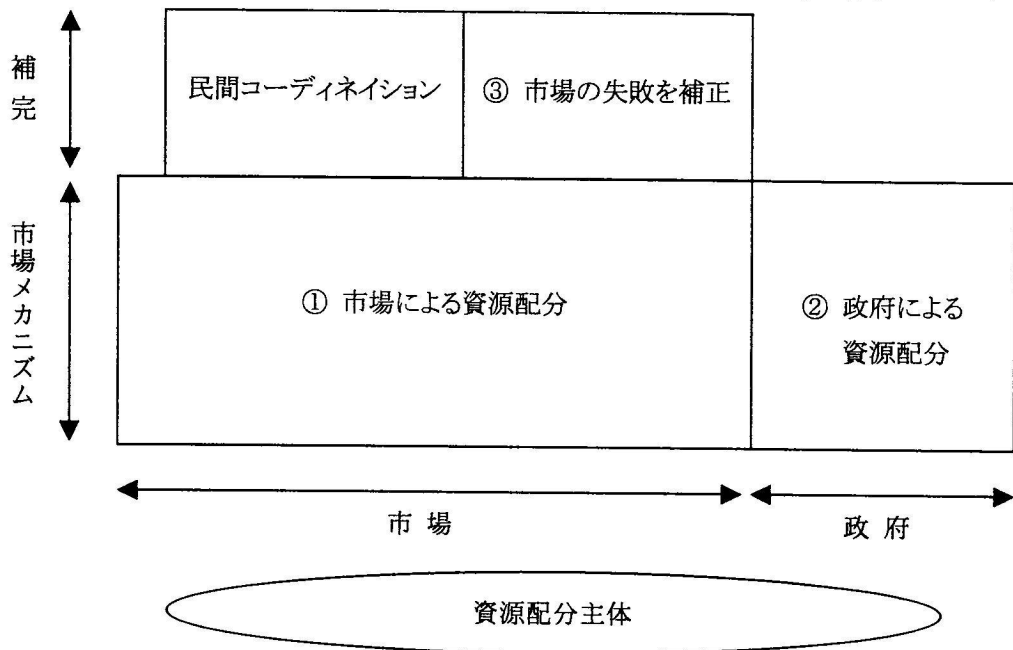 補完
民間コーディネイション
③ 市場の失敗を補正
市場メカニズム
① 市場による資源配分
② 政府による
資源配分
市場
政府
資源配分主体